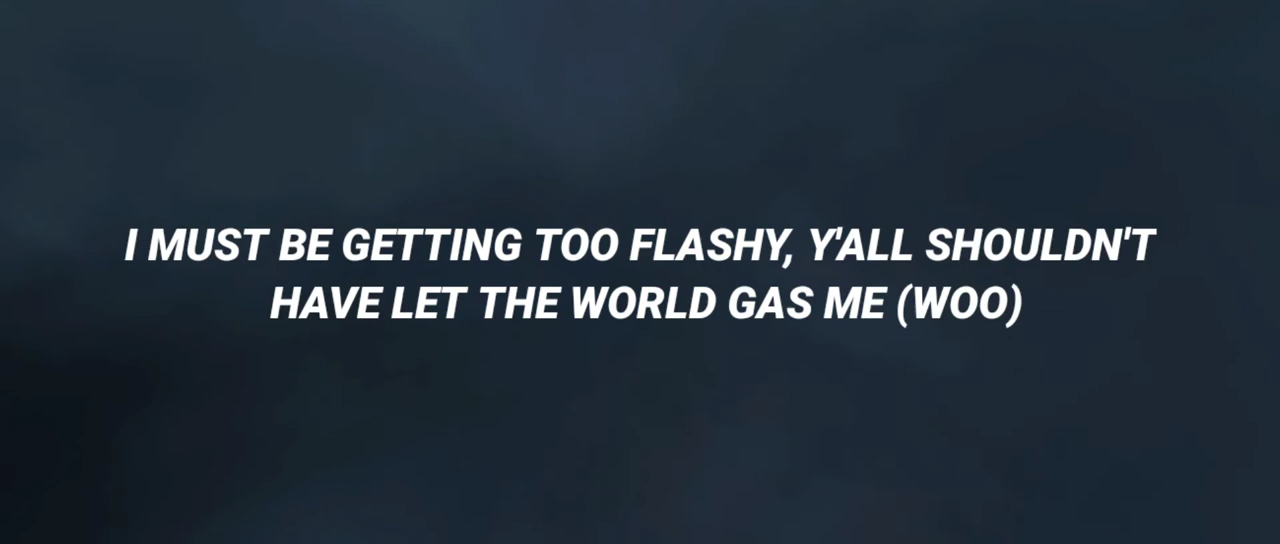 I MUST BE GETTING TOO FLASHY, Y'ALL SHOULDN'T
HAVE LET THE WORLD GAS ME (WOO)